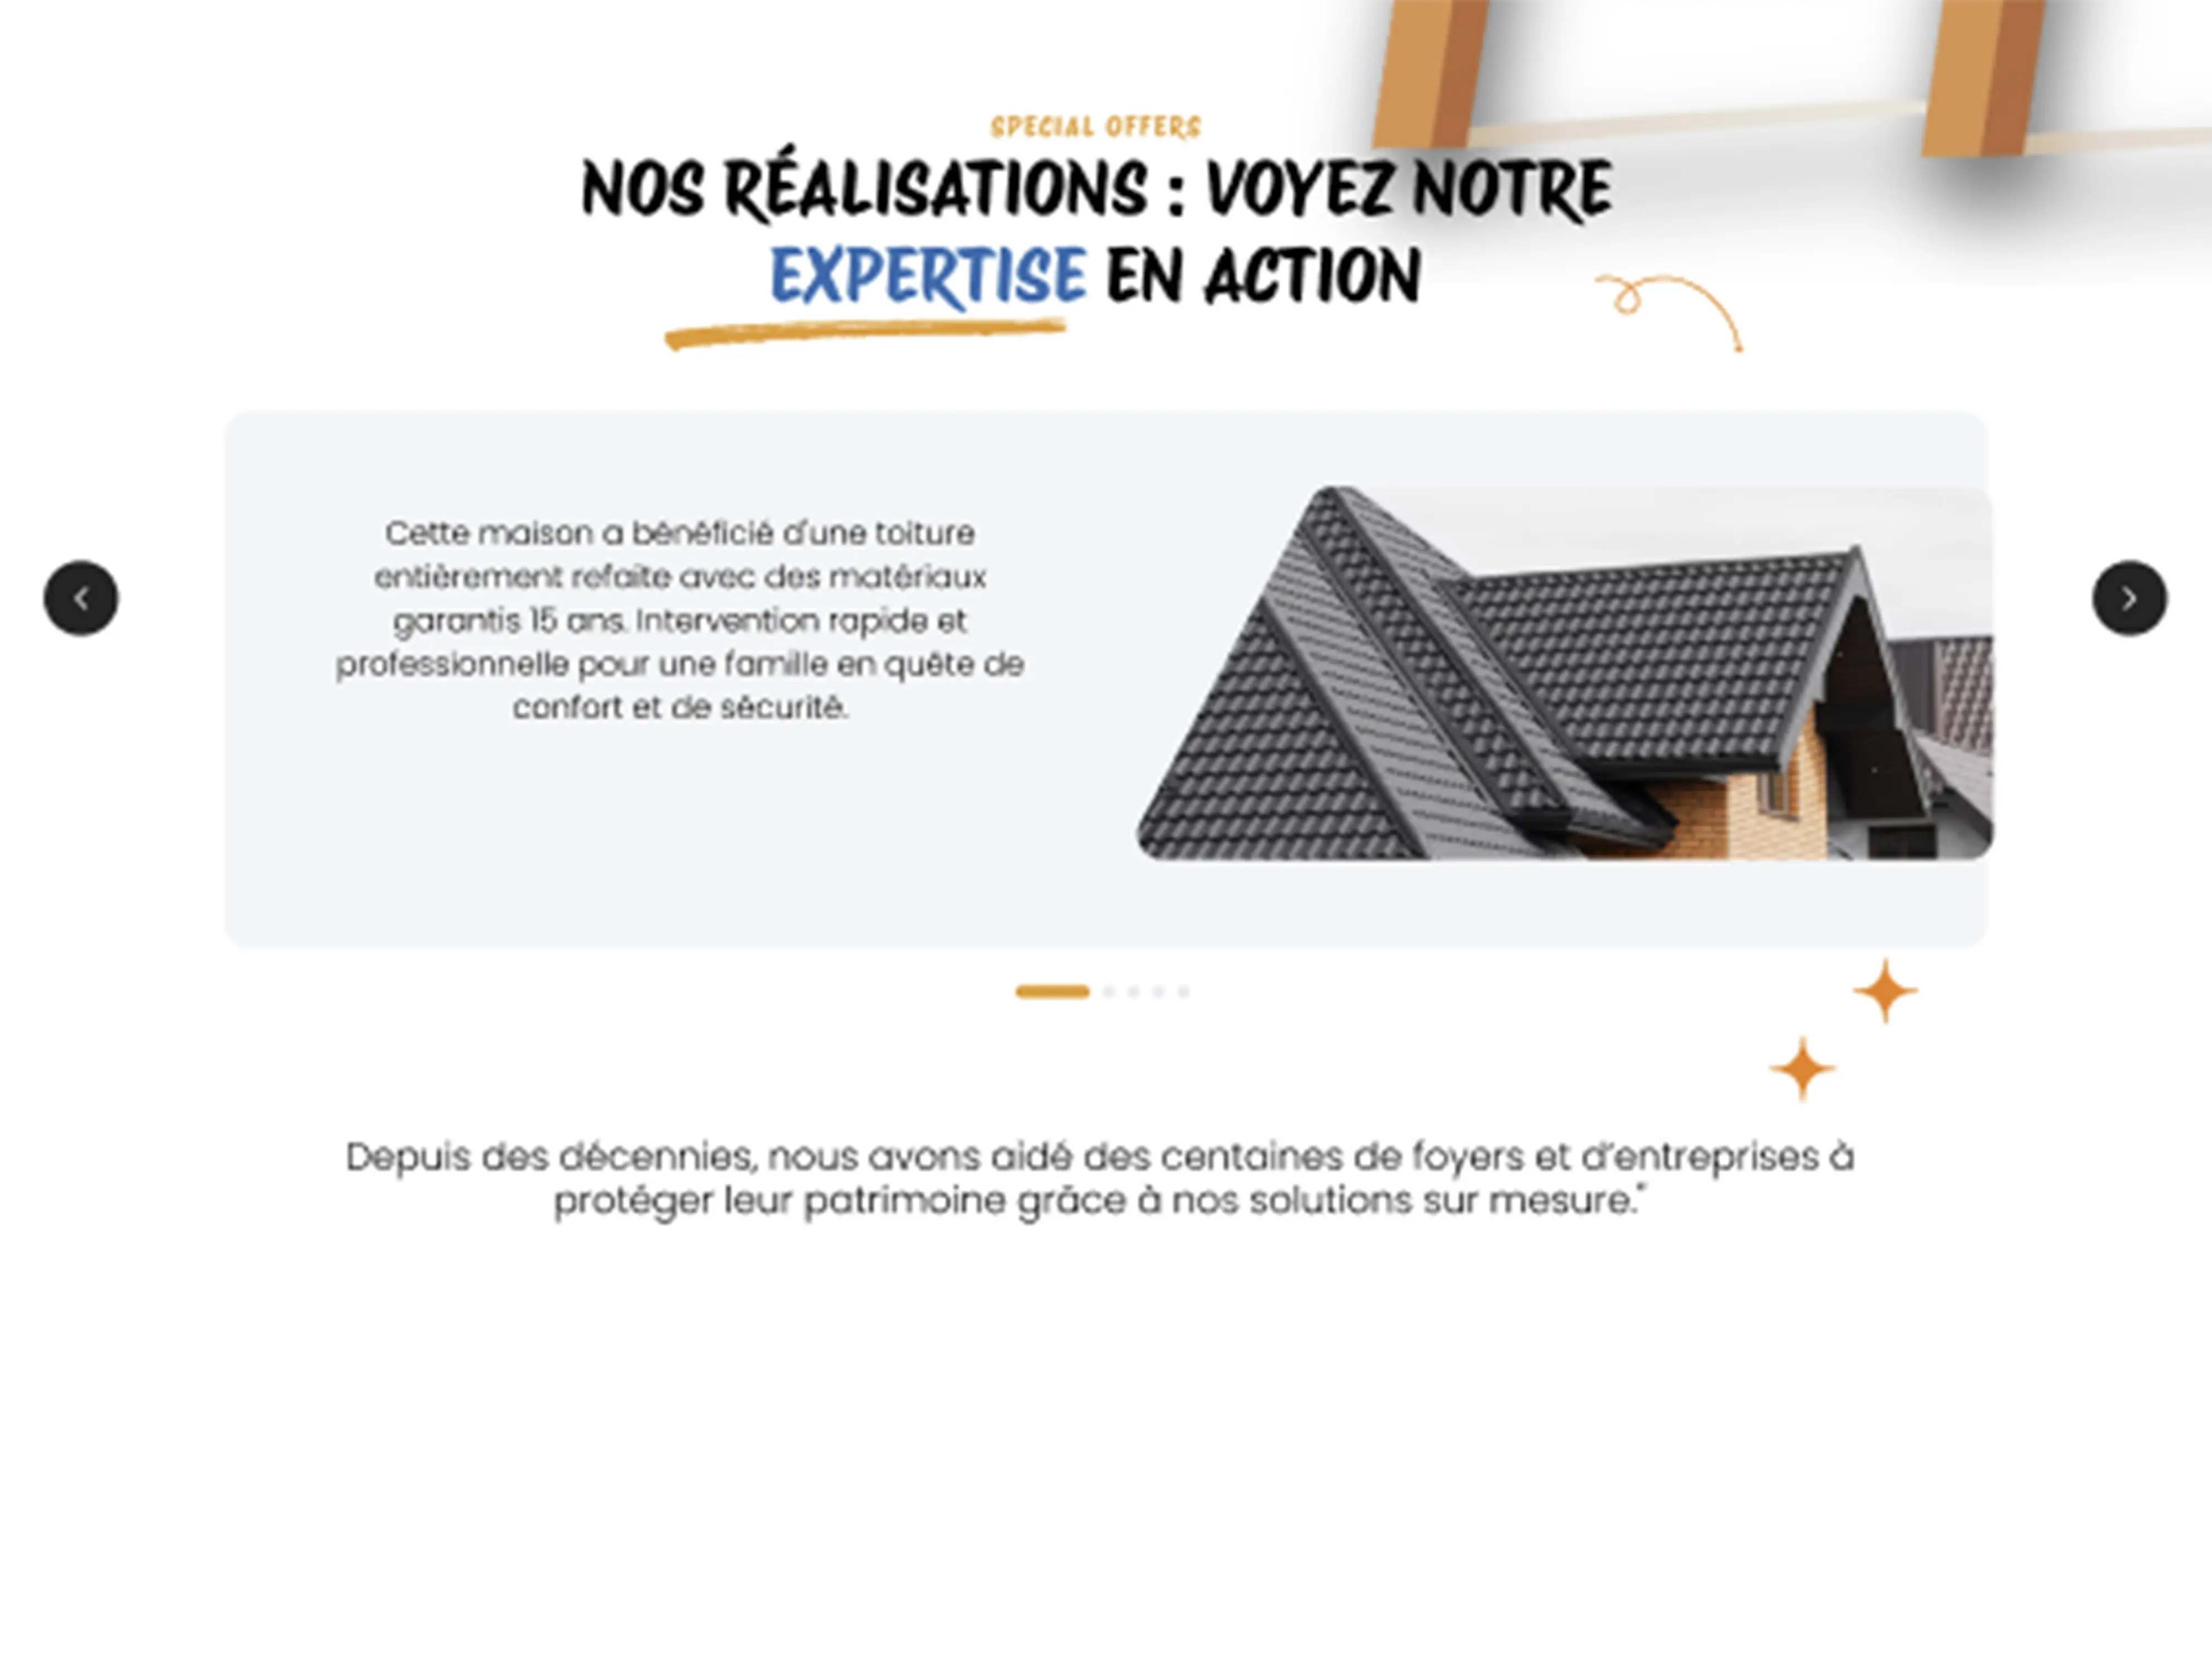 SPECIAL OFFERS
NOS RÉALISATIONS : VOYEZ NOTRE
EXPERTISE EN ACTION
Cette maison a bénéficié d'une toiture
entièrement refaite avec des matériaux
garantis 15 ans. Intervention rapide et
professionnelle pour une famille en quête de
confort et de sécurité.
Depuis des décennies, nous avons aidé des centaines de foyers et d’entreprises à
protéger leur patrimoine grâce à nos solutions sur mesure."